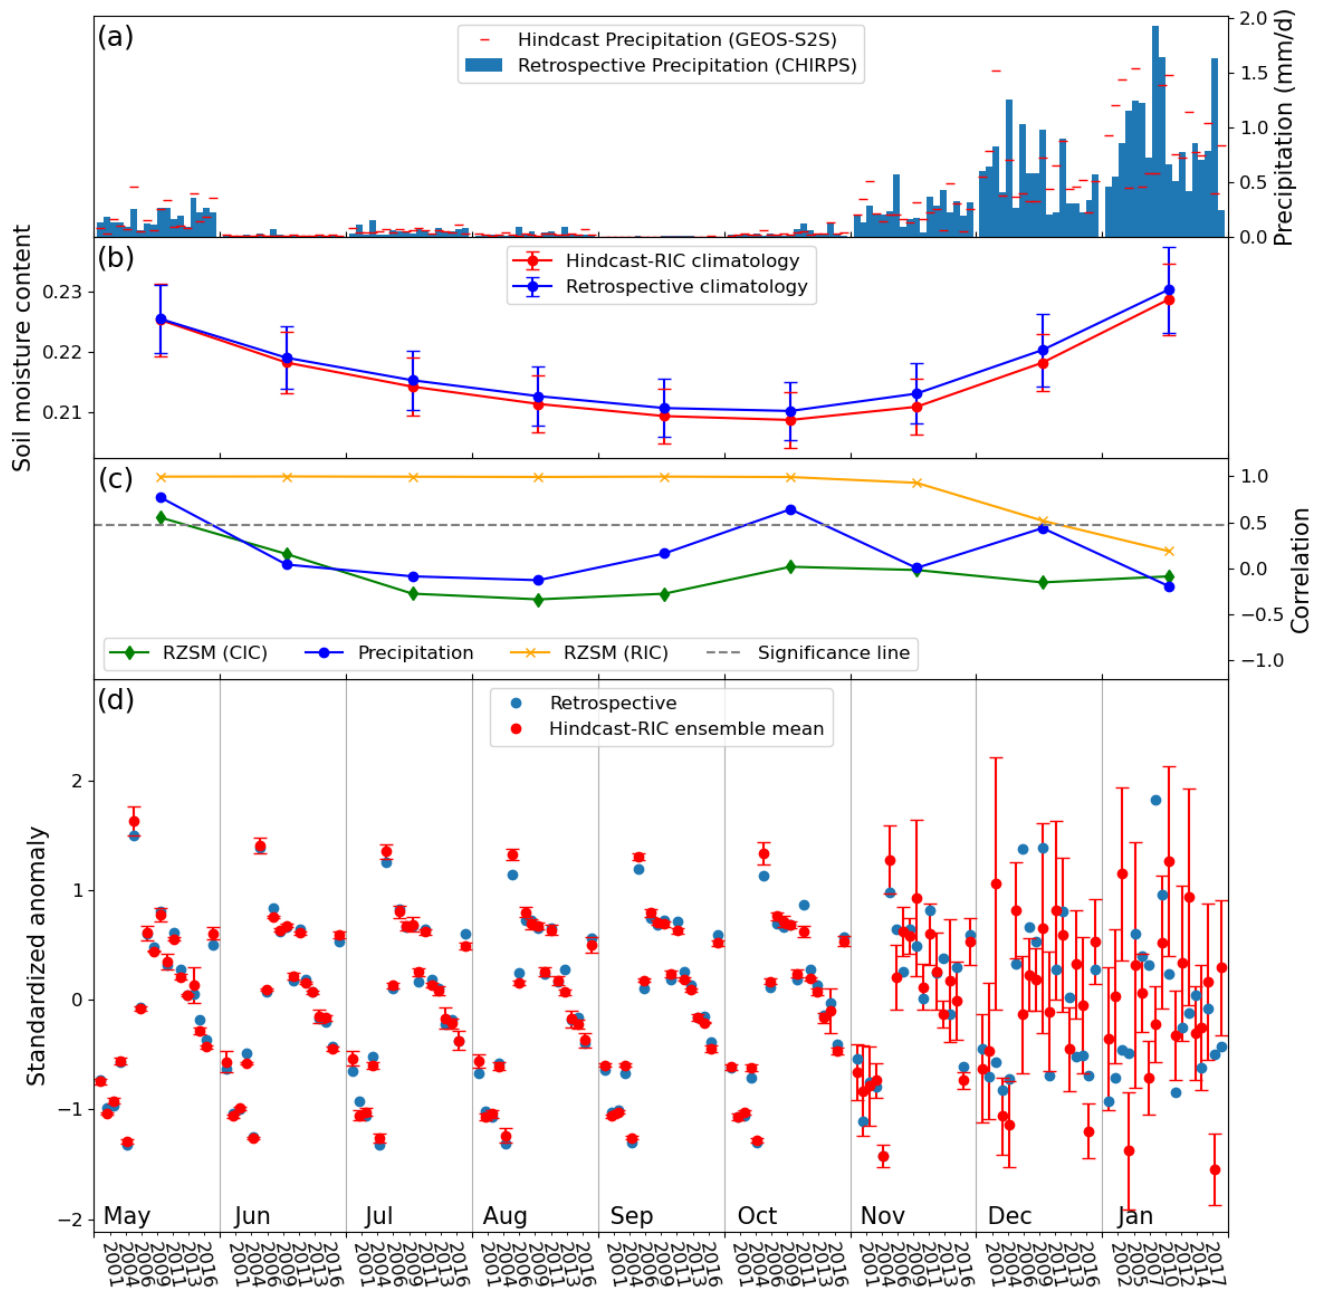 (a)
Hindcast Precipitation (GEOS-S2S)
Retrospective Precipitation (CHIRPS)
2.0
1.5
1.0
0.5
0.0
Precipitation (mm/d)
(b)
Hindcast-RIC climatology
Retrospective climatology
0.23
0.22
0.21
Soil moisture content
(c)
1.0
0.5
0.0
−0.5
−1.0
Correlation
RZSM (CIC) Precipitation RZSM (RIC) Significance line
(d)
Retrospective
Hindcast-RIC ensemble mean
2
1
0
−1
−2
Standardized anomaly
May Jun Jul Aug Sep Oct Nov Dec Jan
2001 2004 2006 2009 2011 2013 2016 2001 2004 2006 2009 2011 2013 2016 2001 2004 2006 2009 2011 2013 2016 2001 2004 2006 2009 2011 2013 2016 2001 2004 2006 2009 2011 2013 2016 2001 2004 2006 2009 2011 2013 2016 2001 2004 2006 2009 2011 2013 2016 2001 2004 2006 2009 2011 2013 2016 2002 2005 2007 2010 2012 2014 2017